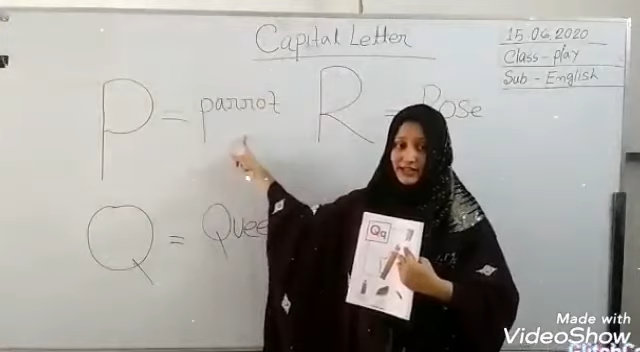 Capital Letter
15.06.2020
Class - play
Sub - English
P = parrot
R = Rose
Q = Quee
Qq
Made with
VideoShow